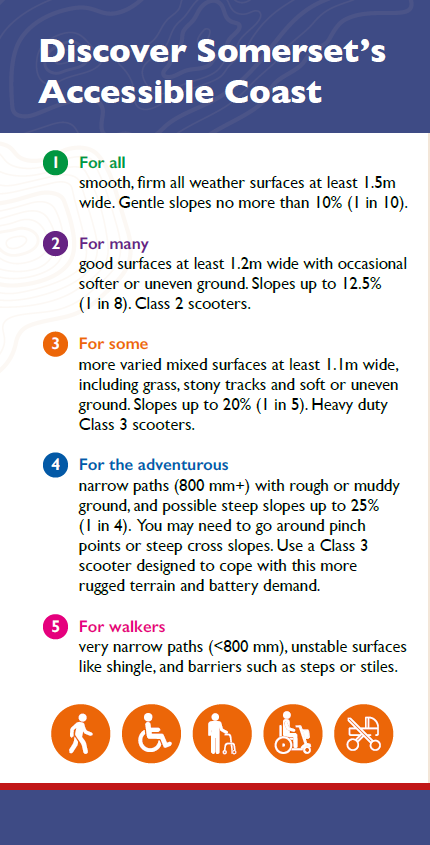 Discover Somerset's
Accessible Coast
1 For all
smooth, firm all weather surfaces at least 1.5m
wide. Gentle slopes no more than 10% (1 in 10).
2 For many
good surfaces at least 1.2m wide with occasional
softer or uneven ground. Slopes up to 12.5%
(1 in 8). Class 2 scooters.
3 For some
more varied mixed surfaces at least 1.1m wide,
including grass, stony tracks and soft or uneven
ground. Slopes up to 20% (1 in 5). Heavy duty
Class 3 scooters.
4 For the adventurous
narrow paths (800 mm+) with rough or muddy
ground, and possible steep slopes up to 25%
(1 in 4). You may need to go around pinch
points or steep cross slopes. Use a Class 3
scooter designed to cope with this more
rugged terrain and battery demand.
5 For walkers
very narrow paths (<800 mm), unstable surfaces
like shingle, and barriers such as steps or stiles.